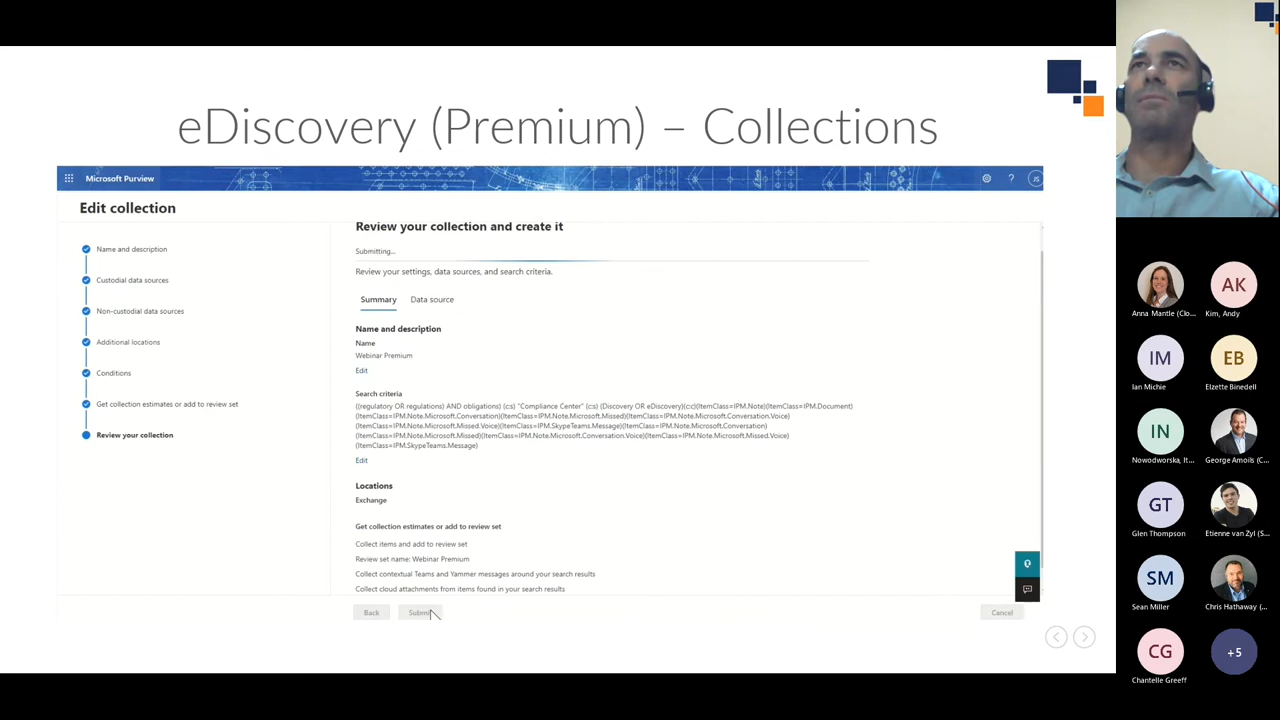 eDiscovery (Premium) – Collections
Microsoft Purview
?
JS
Edit collection
Name and description
Custodial data sources
Non-custodial data sources
Additional locations
Conditions
Get collection estimates or add to review set
Review your collection
Review your collection and create it
Submitting...
Review your settings, data sources, and search criteria.
Summary Data source
Name and description
Name
Webinar Premium
Edit
Search criteria
((regulatory OR regulations) AND obligations) (c:s) "Compliance Center" (c:s) (Discovery OR eDiscovery)(c:c)(ItemClass=IPM.Note)(ItemClass=IPM.Document)
(ItemClass=IPM.Note.Microsoft.Conversation)(ItemClass=IPM.Note.Microsoft.Missed)(ItemClass=IPM.Note.Microsoft.Conversation.Voice)
(ItemClass=IPM.Note.Microsoft.Missed.Voice)(ItemClass=IPM.SkypeTeams.Message)(ItemClass=IPM.Note.Microsoft.Conversation)
(ItemClass=IPM.Note.Microsoft.Missed)(ItemClass=IPM.Note.Microsoft.Conversation.Voice)(ItemClass=IPM.Note.Microsoft.Missed.Voice)
(ItemClass=IPM.SkypeTeams.Message)
Edit
Locations
Exchange
Get collection estimates or add to review set
Collect items and add to review set
Review set name: Webinar Premium
Collect contextual Teams and Yammer messages around your search results
Collect cloud attachments from items found in your search results
Back Submit Cancel
AK
Anna Mantle (Clo... Kim, Andy
IM EB
Ian Michie Elzette Binedell
IN
Nowodworska, It... George Amoils (C...
GT
Glen Thompson Etienne van Zyl (S...
SM
Sean Miller Chris Hathaway (...
CG +5
Chantelle Greeff